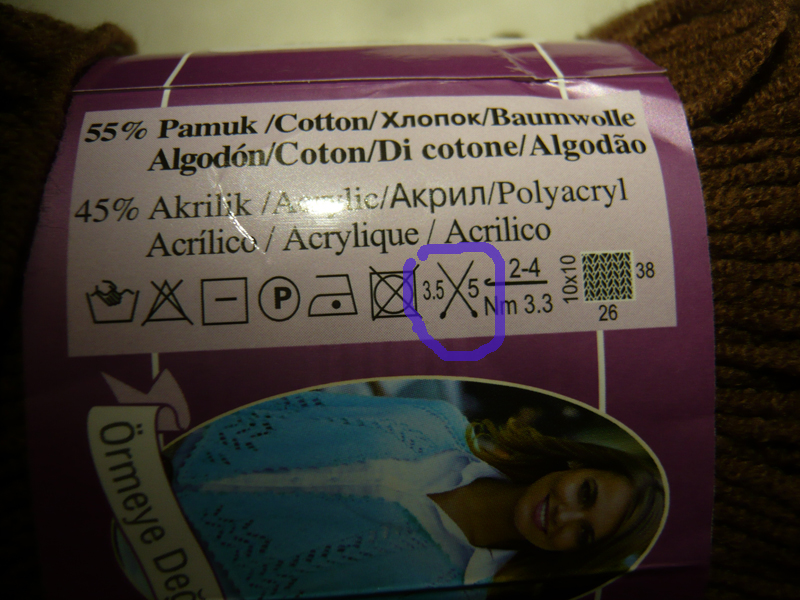 55% Pamuk /Cotton/Хлопок/Baumwolle
Algodón/Coton/Di cotone/Algodão
45% Akrilik /Acrylic/Акрил/Polyacryl
Acrílico / Acrylique / Acrilico
P 3.5 5 2-4 10x10 38
Nm 3.3 26
Örmeye